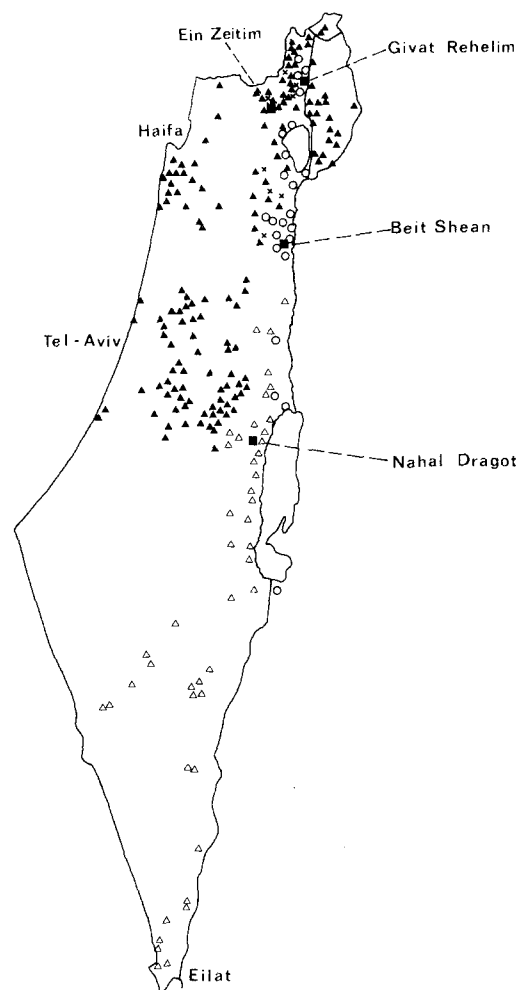 Ein Zeitim
Givat Rehelim
Haifa
Beit Shean
Tel-Aviv
Nahal Dragot
Eilat